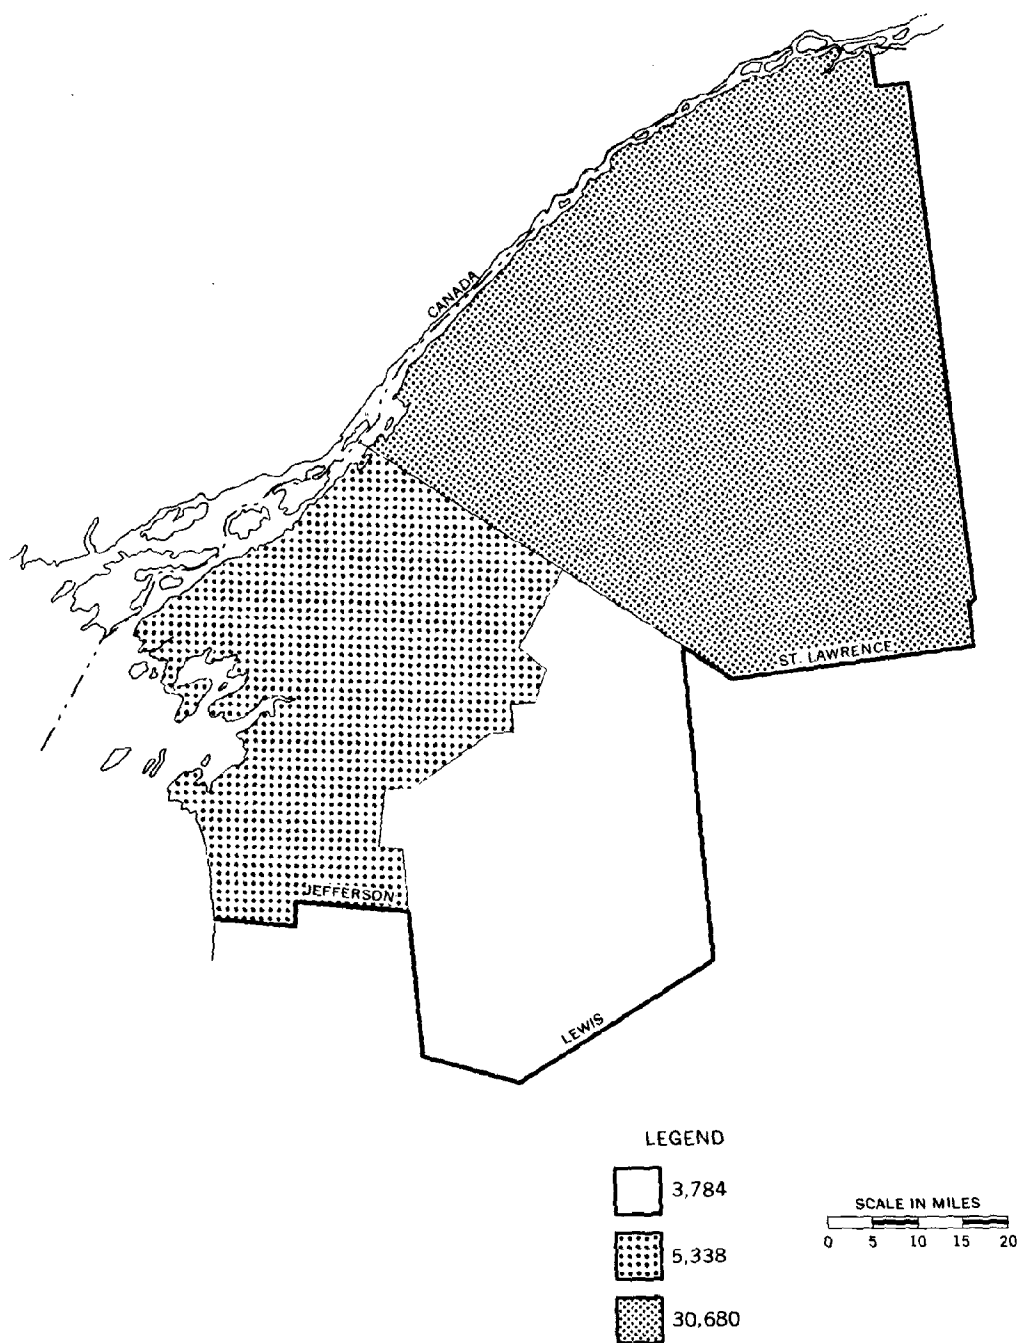 CANADA
ST. LAWRENCE
JEFFERSON
LEWIS
LEGEND
3,784
5,338
30,680
SCALE IN MILES
0 5 10 15 20